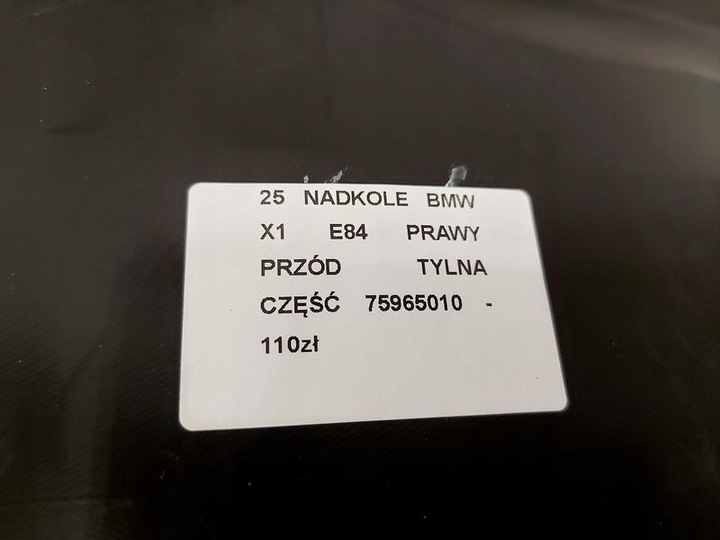 25 NADKOLE BMW
X1 E84 PRAWY
PRZÓD TYLNA
CZĘŚĆ 75965010 -
110zł